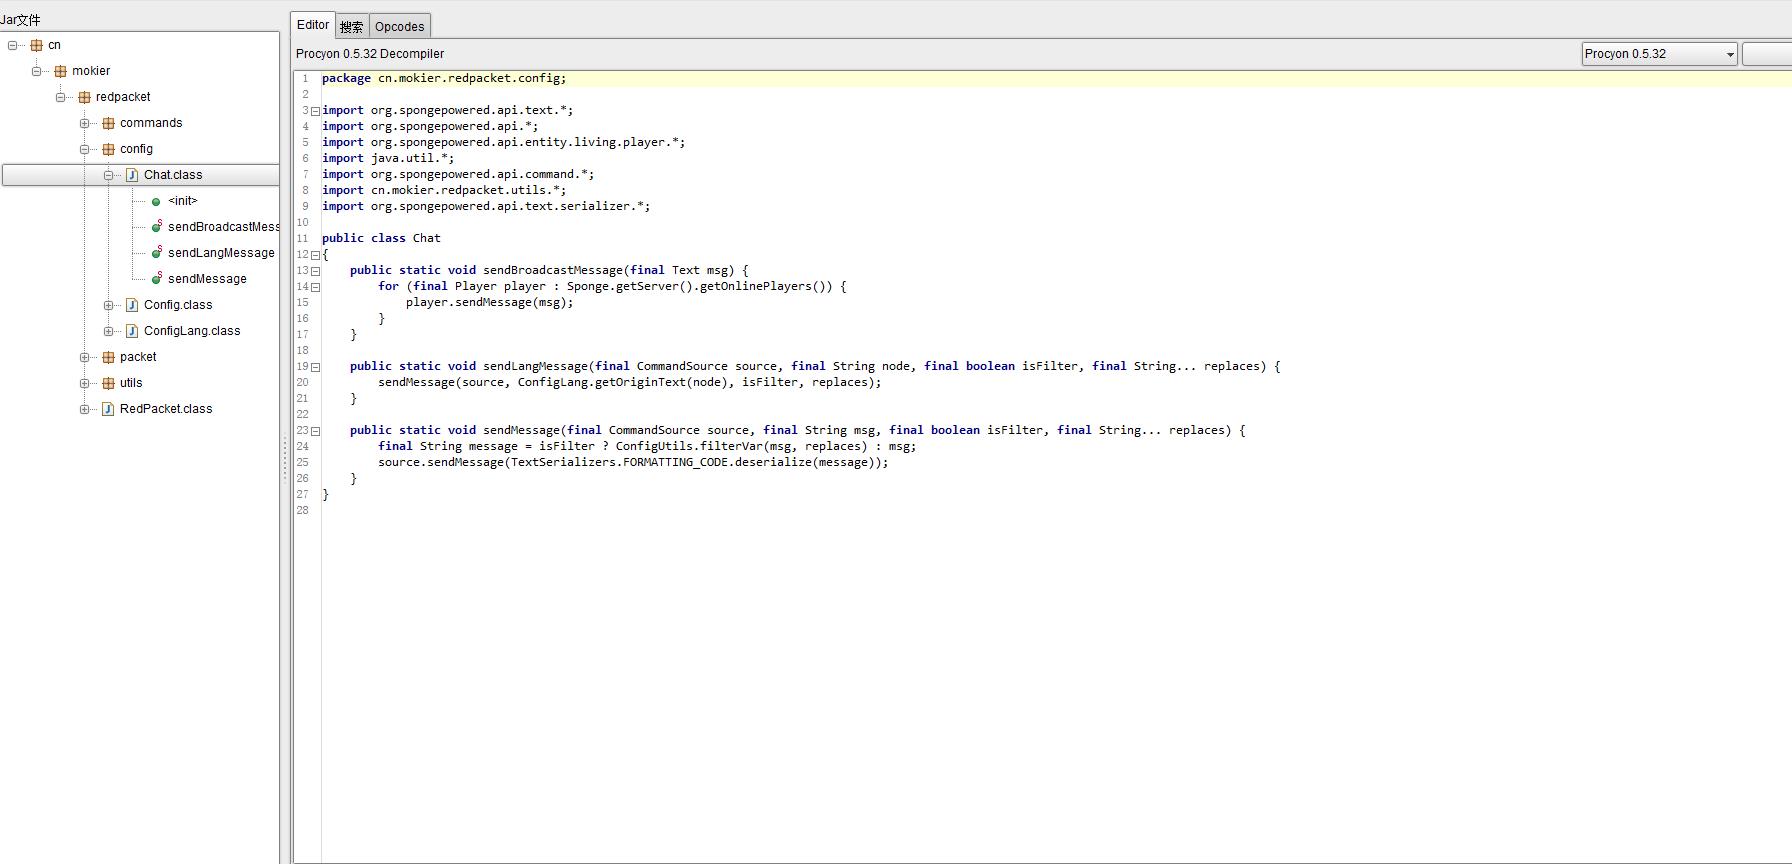 Jar文件
cn
mokier
redpacket
commands
config
Chat.class
<init>
sendBroadcastMess
sendLangMessage
sendMessage
Config.class
ConfigLang.class
packet
utils
RedPacket.class
Editor 搜索 Opcodes
Procyon 0.5.32 Decompiler
Procyon 0.5.32
1 package cn.mokier.redpacket.config;
2
3 import org.spongepowered.api.text.*;
4 import org.spongepowered.api.*;
5 import org.spongepowered.api.entity.living.player.*;
6 import java.util.*;
7 import org.spongepowered.api.command.*;
8 import cn.mokier.redpacket.utils.*;
9 import org.spongepowered.api.text.serializer.*;
10
11 public class Chat
12 {
13     public static void sendBroadcastMessage(final Text msg) {
14         for (final Player player : Sponge.getServer().getOnlinePlayers()) {
15             player.sendMessage(msg);
16         }
17     }
18
19     public static void sendLangMessage(final CommandSource source, final String node, final boolean isFilter, final String... replaces) {
20         sendMessage(source, ConfigLang.getOriginText(node), isFilter, replaces);
21     }
22
23     public static void sendMessage(final CommandSource source, final String msg, final boolean isFilter, final String... replaces) {
24         final String message = isFilter ? ConfigUtils.filterVar(msg, replaces) : msg;
25         source.sendMessage(TextSerializers.FORMATTING_CODE.deserialize(message));
26     }
27 }
28